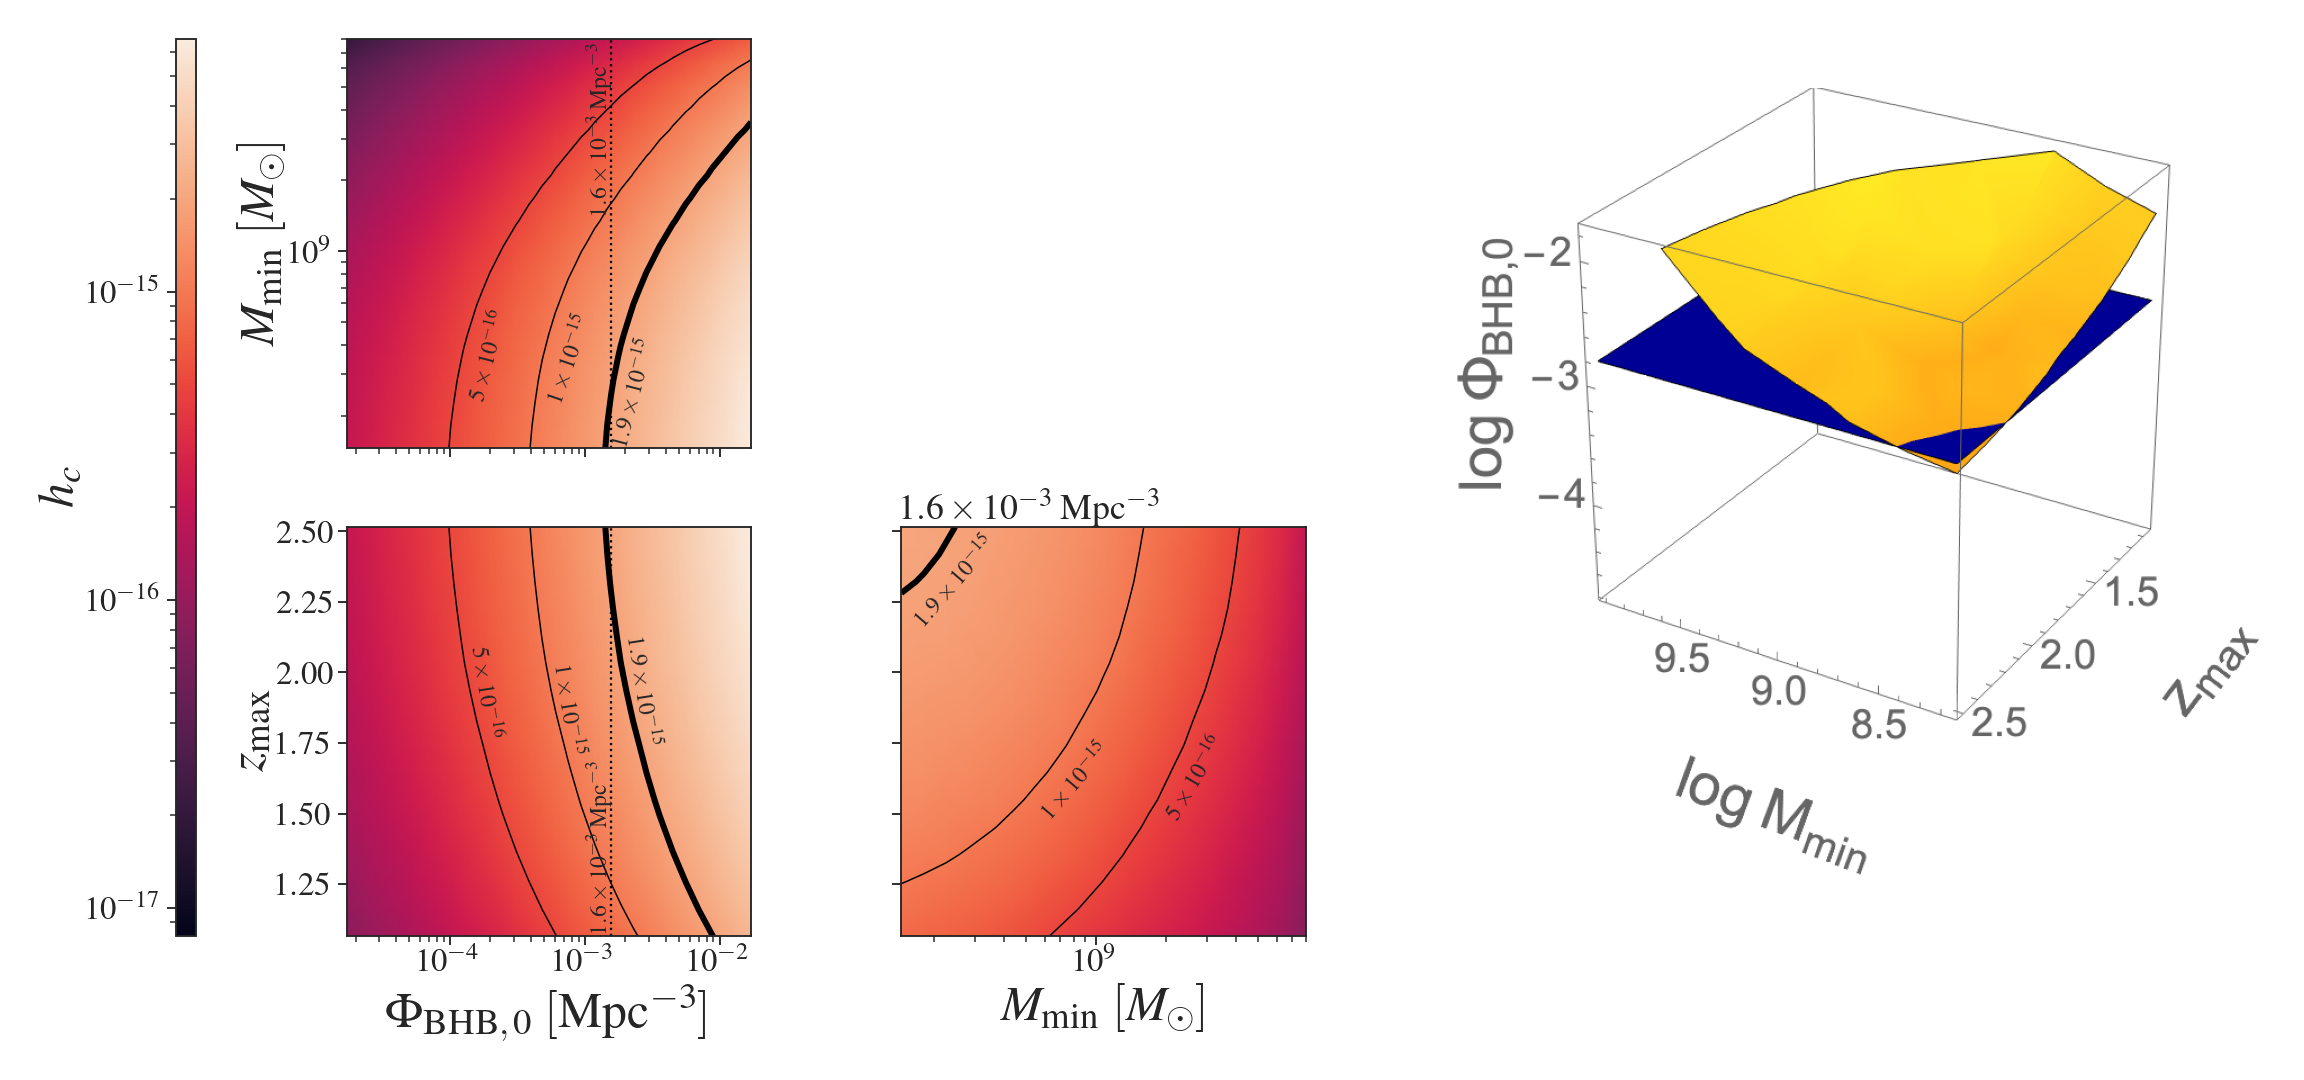 h_c
10⁻¹⁵
10⁻¹⁶
10⁻¹⁷
M_min [M_⊙]
10⁹
5 × 10⁻¹⁶
1 × 10⁻¹⁵
1.9 × 10⁻¹⁵
1.6 × 10⁻³ Mpc⁻³
z_max
2.50
2.25
2.00
1.75
1.50
1.25
5 × 10⁻¹⁶
1 × 10⁻¹⁵
1.9 × 10⁻¹⁵
1.6 × 10⁻³ Mpc⁻³
10⁻⁴ 10⁻³ 10⁻²
Φ_BHB,0 [Mpc⁻³]
1.6 × 10⁻³ Mpc⁻³
1.9 × 10⁻¹⁵
1 × 10⁻¹⁵
5 × 10⁻¹⁶
10⁹
M_min [M_⊙]
log Φ_BHB,0
−2
−3
−4
9.5
9.0
8.5
log M_min
1.5
2.0
2.5
z_max